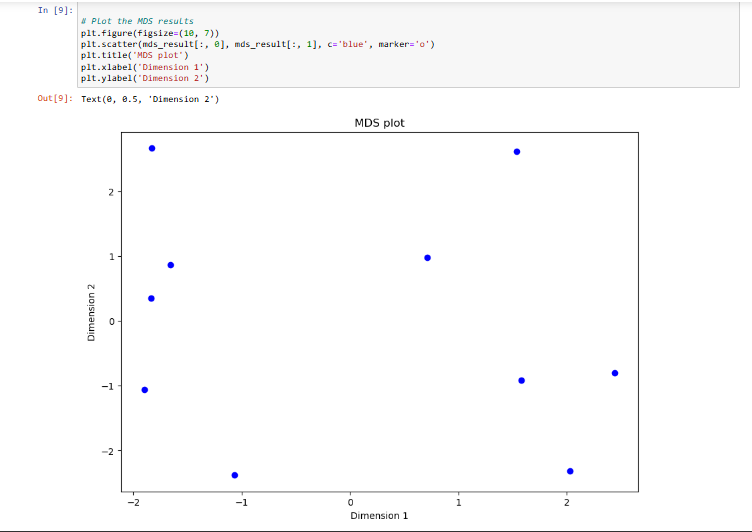 In [9]:
# Plot the MDS results
plt.figure(figsize=(10, 7))
plt.scatter(mds_result[:, 0], mds_result[:, 1], c='blue', marker='o')
plt.title('MDS plot')
plt.xlabel('Dimension 1')
plt.ylabel('Dimension 2')
Out[9]: Text(0, 0.5, 'Dimension 2')
MDS plot
Dimension 2
2
1
0
−1
−2
−2 −1 0 1 2
Dimension 1